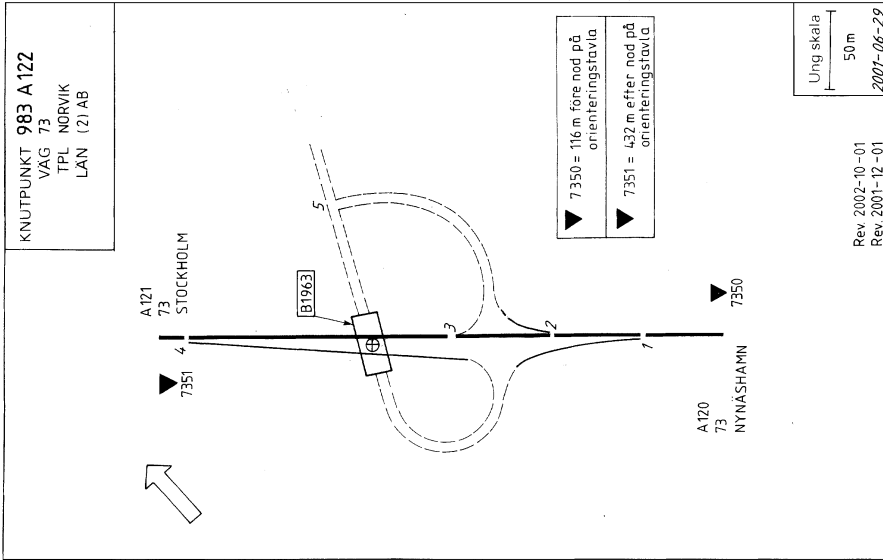 KNUTPUNKT 983 A122
VÄG 73
TPL NORVIK
LÄN (2) AB
A121
73
STOCKHOLM
7351
4
B1963
5
3
2
1
7350
A120
73
NYNÄSHAMN
7350 = 116 m före nod på
orienteringstavla
7351 = 432 m efter nod på
orienteringstavla
Ung skala
50 m
2001-06-29
Rev. 2002-10-01
Rev. 2001-12-01